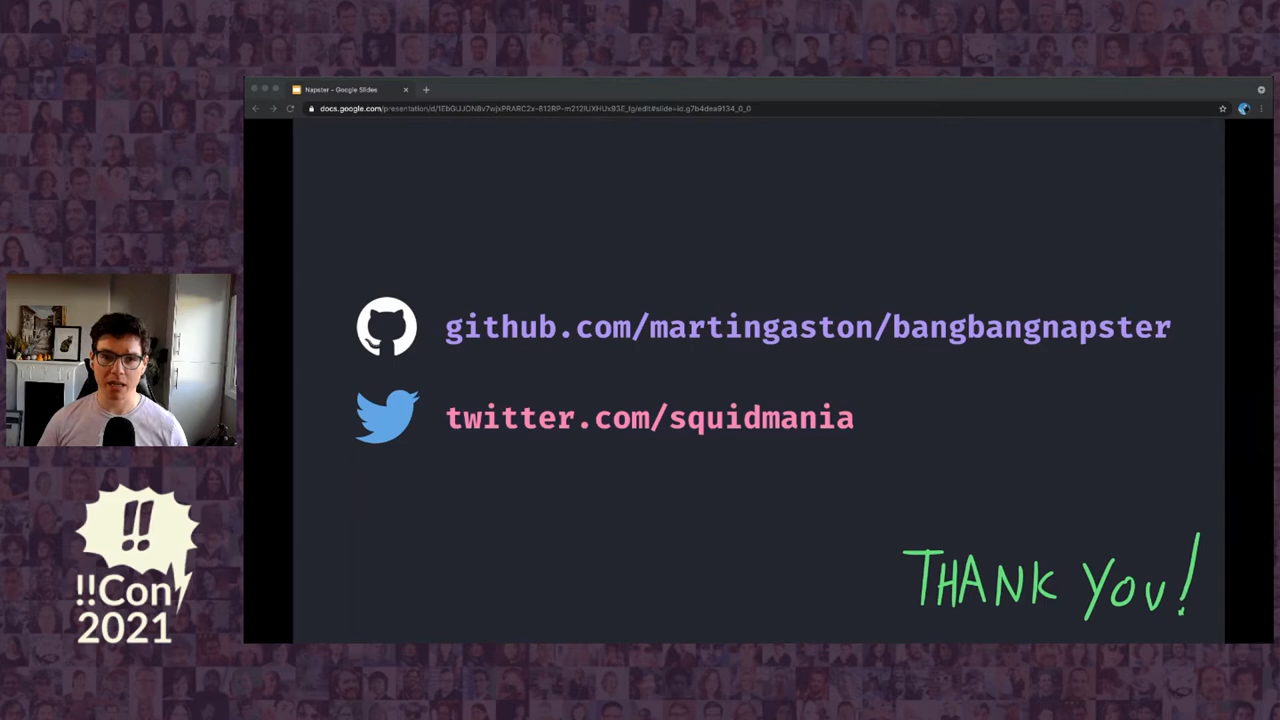 Napster - Google Slides
github.com/martingaston/bangbangnapster
twitter.com/squidmania
THANK YOU!
!!
!!Con
2021